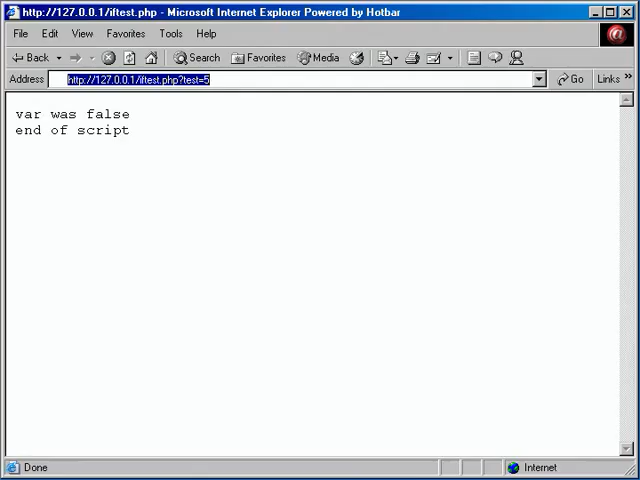 http://127.0.0.1/iftest.php - Microsoft Internet Explorer Powered by Hotbar
File Edit View Favorites Tools Help
Back Search Favorites Media
Address http://127.0.0.1/iftest.php?test=5 Go Links »
var was false
end of script
Done Internet